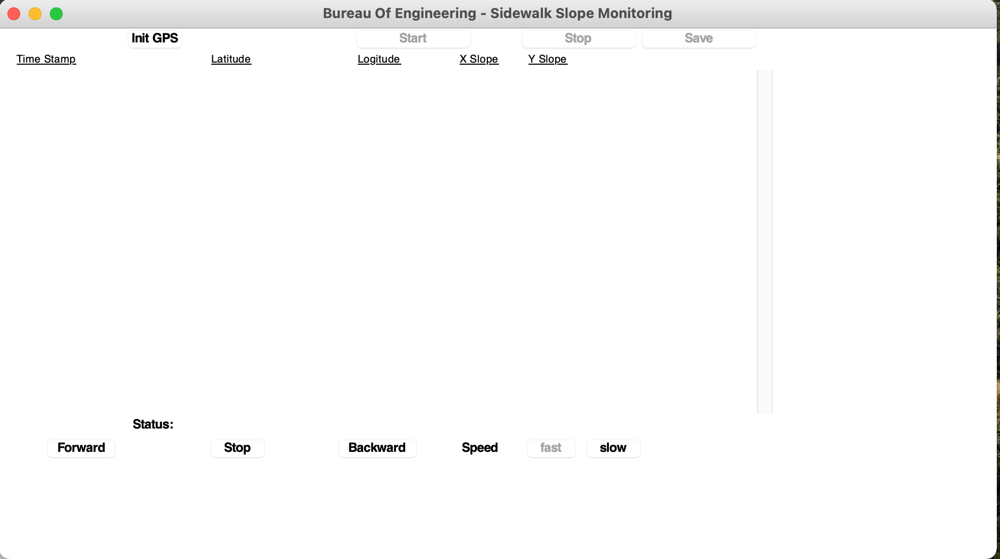 Bureau Of Engineering - Sidewalk Slope Monitoring
Init GPS Start Stop Save
Time Stamp Latitude Logitude X Slope Y Slope
Status:
Forward Stop Backward Speed fast slow